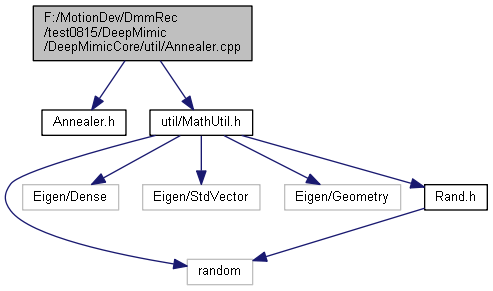 F:/MotionDev/DmmRec
/test0815/DeepMimic
/DeepMimicCore/util/Annealer.cpp
Annealer.h
util/MathUtil.h
Eigen/Dense
Eigen/StdVector
Eigen/Geometry
Rand.h
random